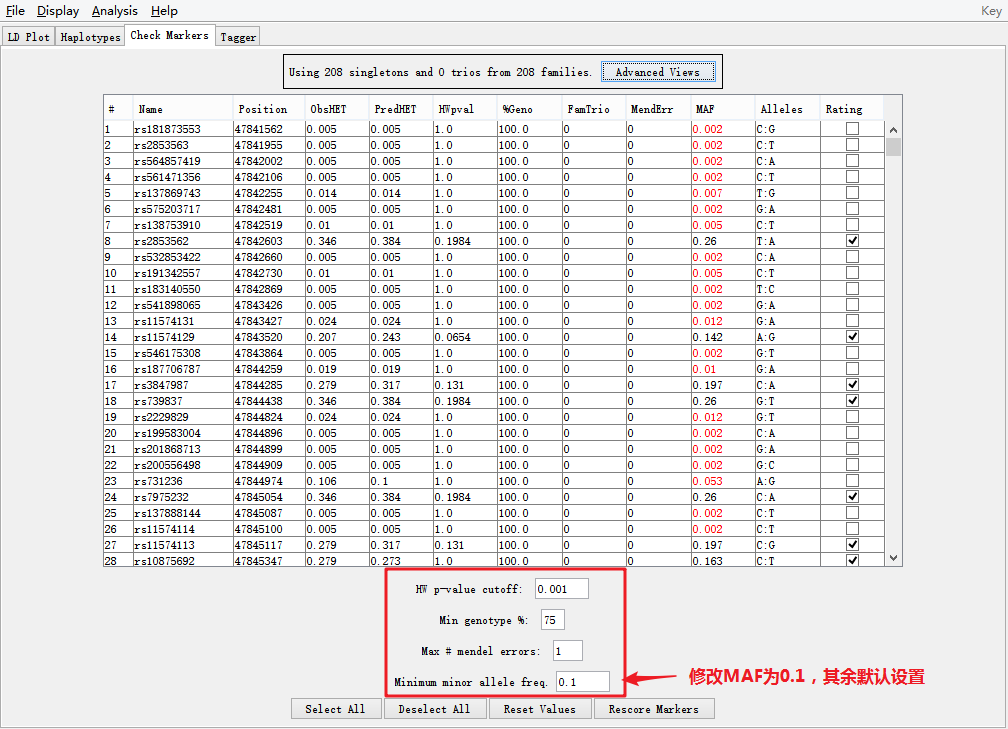 File Display Analysis Help Key
LD Plot Haplotypes Check Markers Tagger
Using 208 singletons and 0 trios from 208 families. Advanced Views
# Name Position ObsHET PredHET HWpval %Geno FamTrio MendErr MAF Alleles Rating
1 rs181873553 47841562 0.005 0.005 1.0 100.0 0 0 0.002 C:G
2 rs2853563 47841955 0.005 0.005 1.0 100.0 0 0 0.002 C:T
3 rs564857419 47842002 0.005 0.005 1.0 100.0 0 0 0.002 C:A
4 rs561471356 47842106 0.005 0.005 1.0 100.0 0 0 0.002 C:T
5 rs137869743 47842255 0.014 0.014 1.0 100.0 0 0 0.007 T:G
6 rs575203717 47842481 0.005 0.005 1.0 100.0 0 0 0.002 G:A
7 rs138753910 47842519 0.01 0.01 1.0 100.0 0 0 0.005 C:T
8 rs2853562 47842603 0.346 0.384 0.1984 100.0 0 0 0.26 T:A
9 rs532853422 47842660 0.005 0.005 1.0 100.0 0 0 0.002 C:A
10 rs191342557 47842730 0.01 0.01 1.0 100.0 0 0 0.005 C:T
11 rs183140550 47842869 0.005 0.005 1.0 100.0 0 0 0.002 T:C
12 rs541898065 47843426 0.005 0.005 1.0 100.0 0 0 0.002 G:A
13 rs11574131 47843427 0.024 0.024 1.0 100.0 0 0 0.012 G:A
14 rs11574129 47843520 0.207 0.243 0.0654 100.0 0 0 0.142 A:G
15 rs546175308 47843864 0.005 0.005 1.0 100.0 0 0 0.002 G:T
16 rs187706787 47844259 0.019 0.019 1.0 100.0 0 0 0.01 G:A
17 rs3847987 47844285 0.279 0.317 0.131 100.0 0 0 0.197 C:A
18 rs739837 47844438 0.346 0.384 0.1984 100.0 0 0 0.26 G:T
19 rs2229829 47844824 0.024 0.024 1.0 100.0 0 0 0.012 G:T
20 rs199583004 47844896 0.005 0.005 1.0 100.0 0 0 0.002 C:A
21 rs201868713 47844899 0.005 0.005 1.0 100.0 0 0 0.002 G:A
22 rs200556498 47844909 0.005 0.005 1.0 100.0 0 0 0.002 G:C
23 rs731236 47844974 0.106 0.1 1.0 100.0 0 0 0.053 A:G
24 rs7975232 47845054 0.346 0.384 0.1984 100.0 0 0 0.26 C:A
25 rs137888144 47845087 0.005 0.005 1.0 100.0 0 0 0.002 C:T
26 rs11574114 47845100 0.005 0.005 1.0 100.0 0 0 0.002 C:T
27 rs11574113 47845117 0.279 0.317 0.131 100.0 0 0 0.197 C:G
28 rs10875692 47845347 0.279 0.273 1.0 100.0 0 0 0.163 C:T
HW p-value cutoff: 0.001
Min genotype %: 75
Max # mendel errors: 1
Minimum minor allele freq. 0.1 修改MAF为0.1，其余默认设置
Select All Deselect All Reset Values Rescore Markers